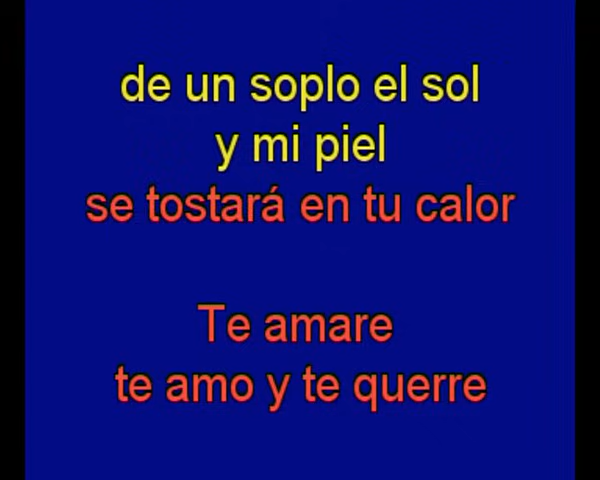 de un soplo el sol
y mi piel
se tostará en tu calor
Te amare
te amo y te querre